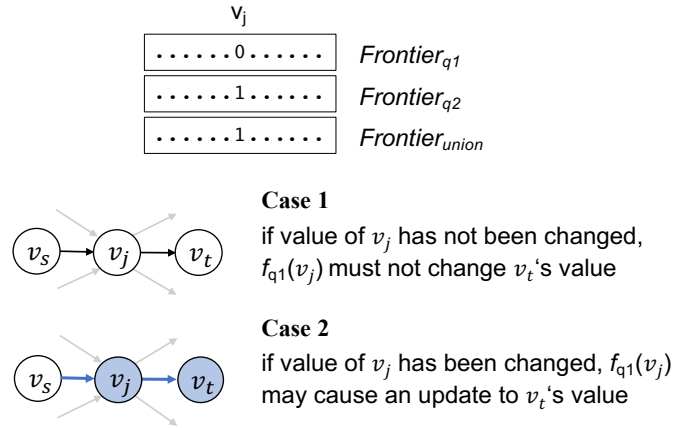 v_j
......0...... Frontier_q1
......1...... Frontier_q2
......1...... Frontier_union
Case 1
v_s v_j v_t
if value of v_j has not been changed,
f_q1(v_j) must not change v_t‘s value
Case 2
v_s v_j v_t
if value of v_j has been changed, f_q1(v_j)
may cause an update to v_t‘s value